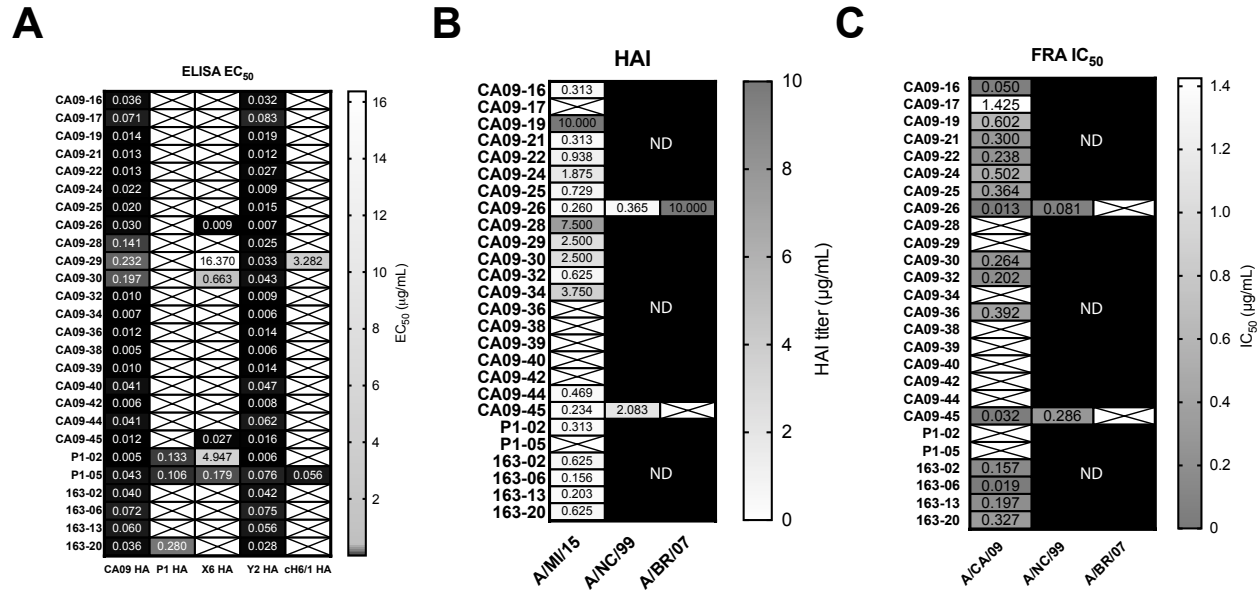 A
ELISA EC50
CA09-16 0.036 0.032
CA09-17 0.071 0.083
CA09-19 0.014 0.019
CA09-21 0.013 0.012
CA09-22 0.013 0.027
CA09-24 0.022 0.009
CA09-25 0.020 0.015
CA09-26 0.030 0.009 0.007
CA09-28 0.141 0.025
CA09-29 0.232 16.370 0.033 3.282
CA09-30 0.197 0.663 0.043
CA09-32 0.010 0.009
CA09-34 0.007 0.006
CA09-36 0.012 0.014
CA09-38 0.005 0.006
CA09-39 0.010 0.014
CA09-40 0.041 0.047
CA09-42 0.006 0.008
CA09-44 0.041 0.062
CA09-45 0.012 0.027 0.016
P1-02 0.005 0.133 4.947 0.006
P1-05 0.043 0.106 0.179 0.076 0.056
163-02 0.040 0.042
163-06 0.072 0.075
163-13 0.060 0.056
163-20 0.036 0.280 0.028
CA09 HA P1 HA X6 HA Y2 HA cH6/1 HA
16
14
12
10
8
6
4
2
EC50 (µg/mL)
B
HAI
CA09-16 0.313
CA09-17
CA09-19 10.000
CA09-21 0.313
ND
CA09-22 0.938
CA09-24 1.875
CA09-25 0.729
CA09-26 0.260 0.365 10.000
CA09-28 7.500
CA09-29 2.500
CA09-30 2.500
CA09-32 0.625
CA09-34 3.750
CA09-36
ND
CA09-38
CA09-39
CA09-40
CA09-42
CA09-44 0.469
CA09-45 0.234 2.083
P1-02 0.313
P1-05
163-02 0.625
ND
163-06 0.156
163-13 0.203
163-20 0.625
A/MI/15 A/NC/99 A/BR/07
10
8
6
4
2
0
HAI titer (µg/mL)
C
FRA IC50
CA09-16 0.050
CA09-17 1.425
CA09-19 0.602
CA09-21 0.300
ND
CA09-22 0.238
CA09-24 0.502
CA09-25 0.364
CA09-26 0.013 0.081
CA09-28
CA09-29
CA09-30 0.264
CA09-32 0.202
CA09-34
CA09-36 0.392
ND
CA09-38
CA09-39
CA09-40
CA09-42
CA09-44
CA09-45 0.032 0.286
P1-02
P1-05
163-02 0.157
ND
163-06 0.019
163-13 0.197
163-20 0.327
A/CA/09 A/NC/99 A/BR/07
1.4
1.2
1.0
0.8
0.6
0.4
0.2
0
IC50 (µg/mL)